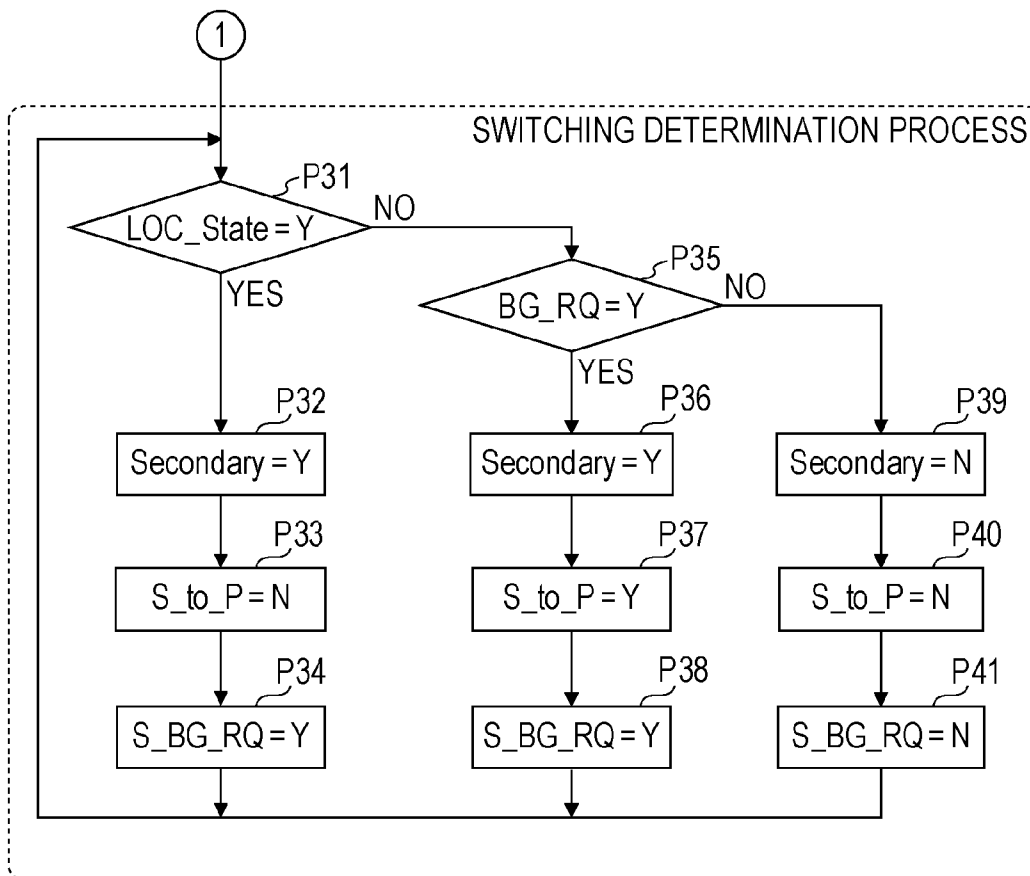 1
SWITCHING DETERMINATION PROCESS
P31
LOC_State = Y
NO
YES
P35
BG_RQ = Y
NO
YES
P32
Secondary = Y
P36
Secondary = Y
P39
Secondary = N
P33
S_to_P = N
P37
S_to_P = Y
P40
S_to_P = N
P34
S_BG_RQ = Y
P38
S_BG_RQ = Y
P41
S_BG_RQ = N